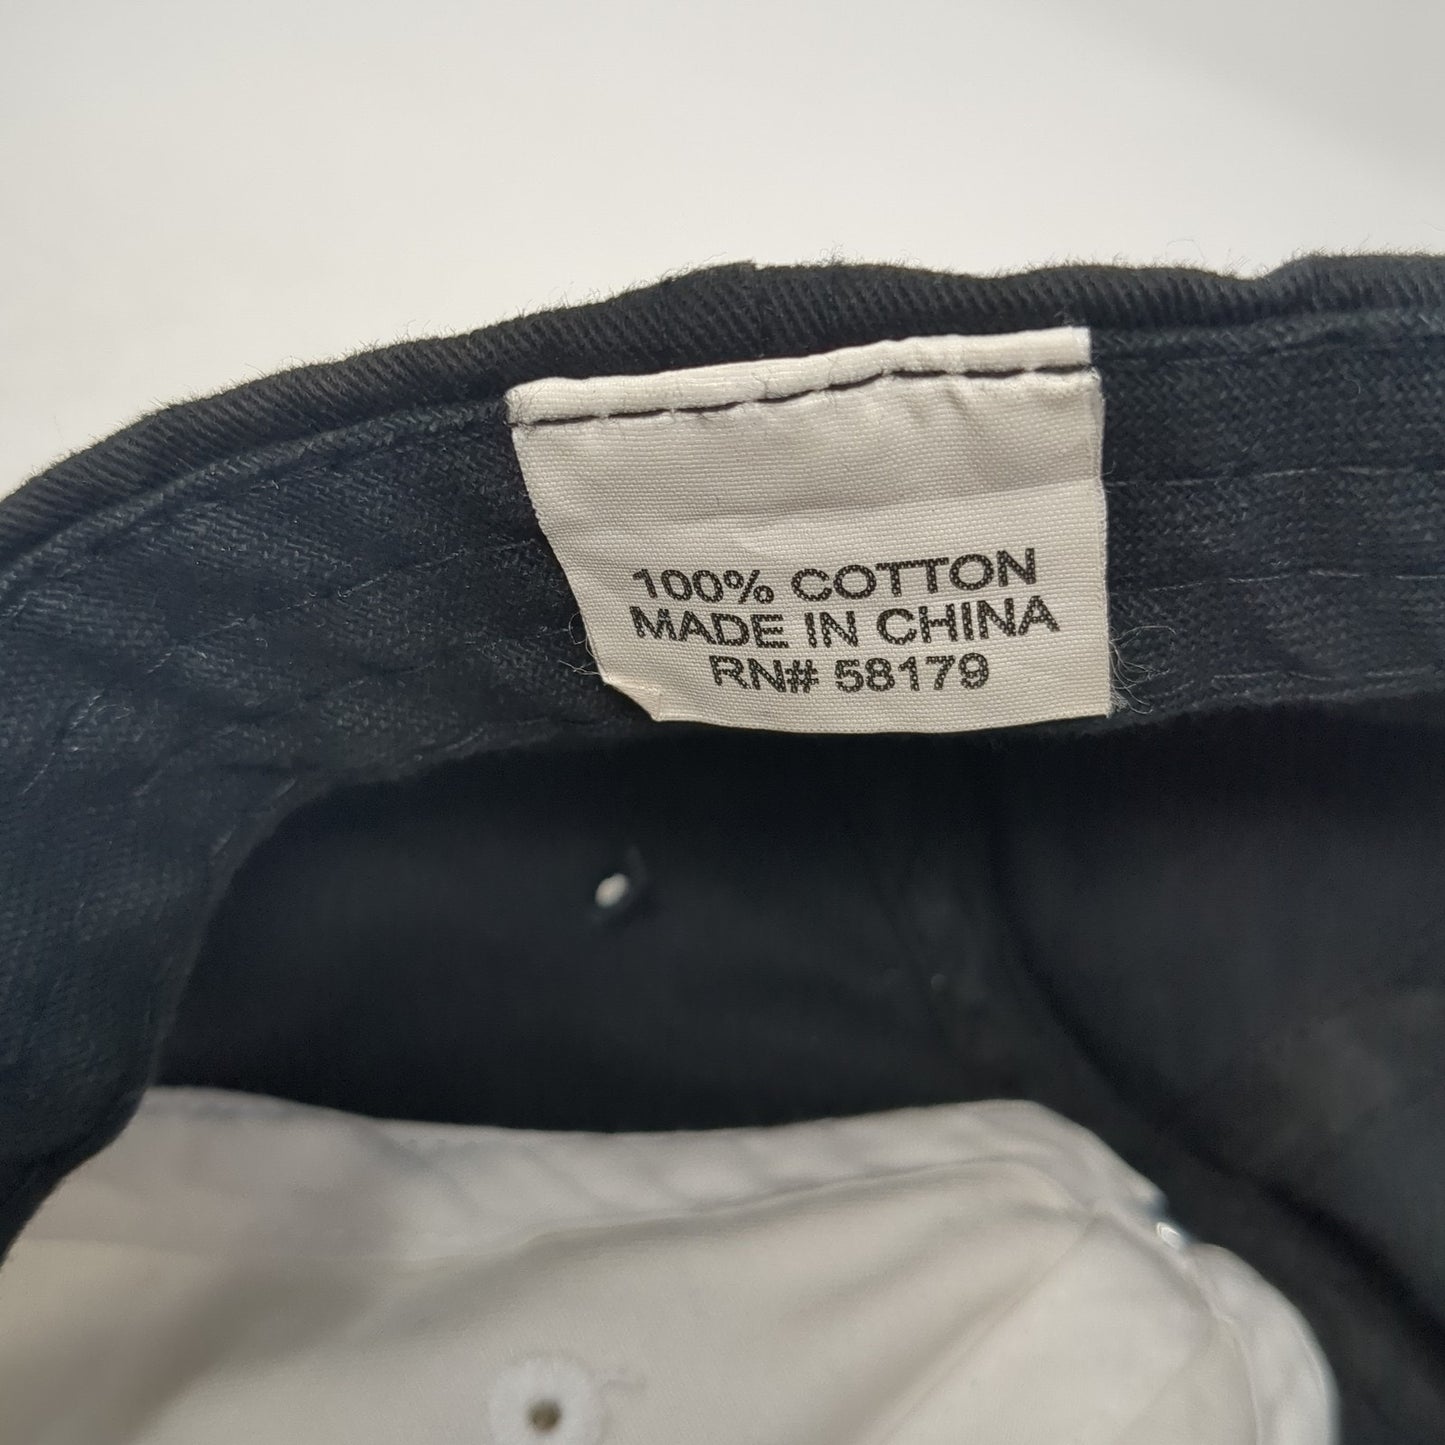 100% COTTON
MADE IN CHINA
RN# 58179